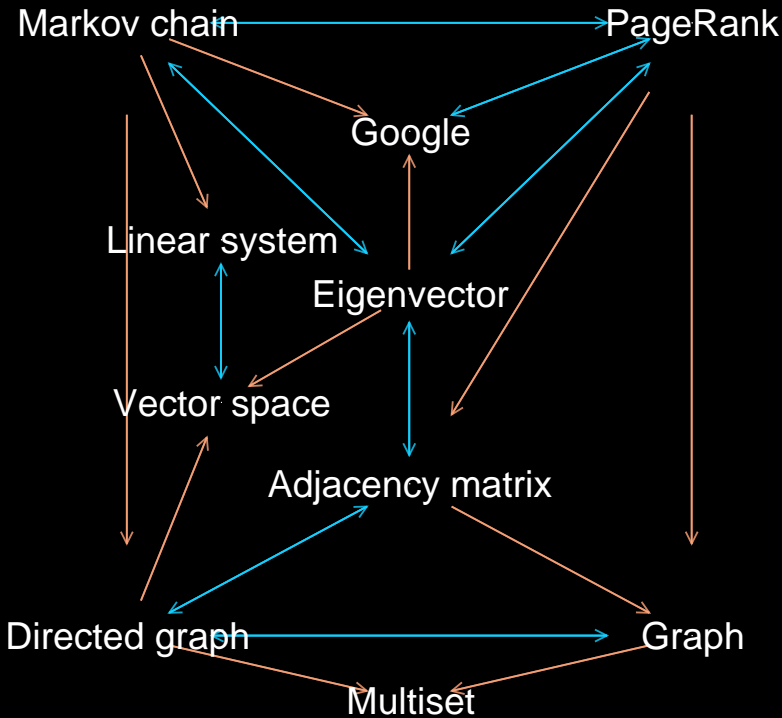 Markov chain
PageRank
Google
Linear system
Eigenvector
Vector space
Adjacency matrix
Directed graph
Graph
Multiset